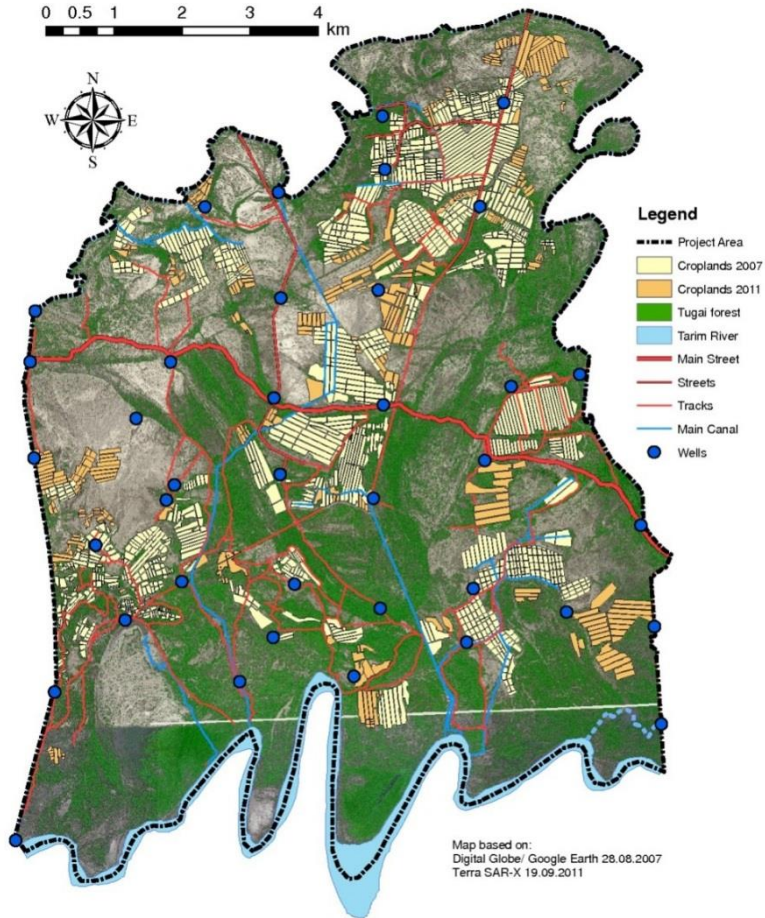 0 0.5 1 2 3 4
km
N
W E
S
Legend
Project Area
Croplands 2007
Croplands 2011
Tugai forest
Tarim River
Main Street
Streets
Tracks
Main Canal
Wells
Map based on:
Digital Globe/ Google Earth 28.08.2007
Terra SAR-X 19.09.2011